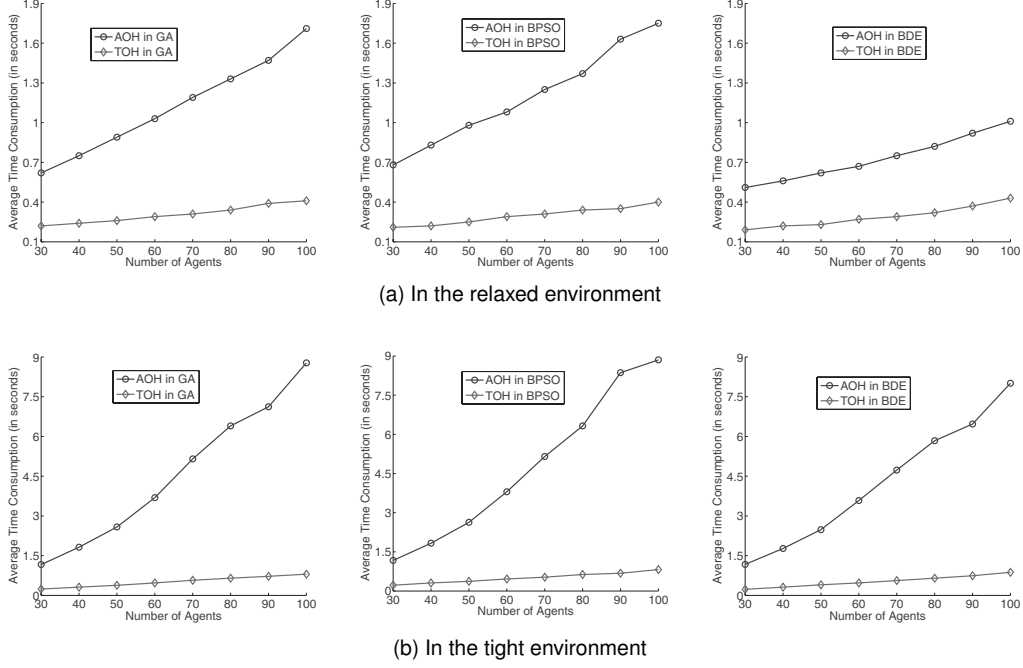 Average Time Consumption (in seconds)
1.9
1.6
1.3
1
0.7
0.4
0.1
AOH in GA
TOH in GA
30 40 50 60 70 80 90 100
Number of Agents
Average Time Consumption (in seconds)
1.9
1.6
1.3
1
0.7
0.4
0.1
AOH in BPSO
TOH in BPSO
30 40 50 60 70 80 90 100
Number of Agents
Average Time Consumption (in seconds)
1.9
1.6
1.3
1
0.7
0.4
0.1
AOH in BDE
TOH in BDE
30 40 50 60 70 80 90 100
Number of Agents
(a) In the relaxed environment
Average Time Consumption (in seconds)
9
7.5
6
4.5
3
1.5
0
AOH in GA
TOH in GA
30 40 50 60 70 80 90 100
Number of Agents
Average Time Consumption (in seconds)
9
7.5
6
4.5
3
1.5
0
AOH in BPSO
TOH in BPSO
30 40 50 60 70 80 90 100
Number of Agents
Average Time Consumption (in seconds)
9
7.5
6
4.5
3
1.5
0
AOH in BDE
TOH in BDE
30 40 50 60 70 80 90 100
Number of Agents
(b) In the tight environment